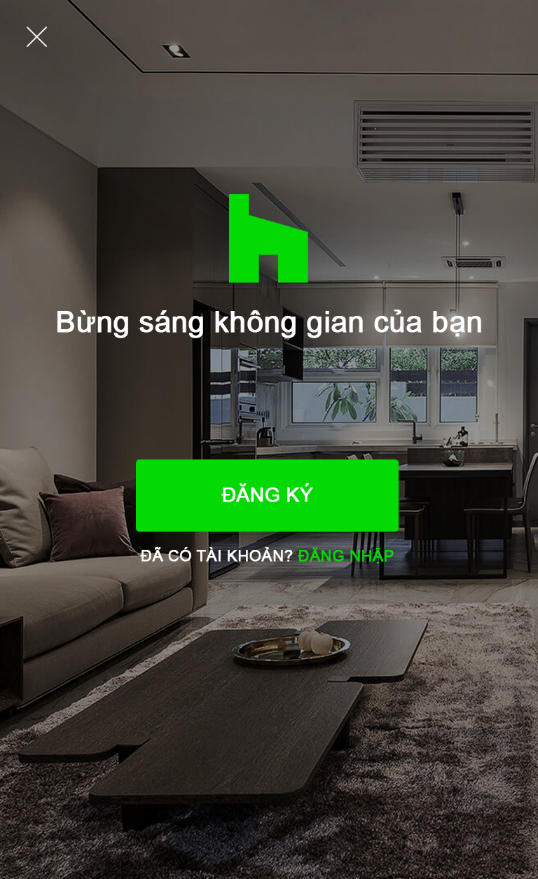 Bừng sáng không gian của bạn
ĐĂNG KÝ
ĐÃ CÓ TÀI KHOẢN? ĐĂNG NHẬP